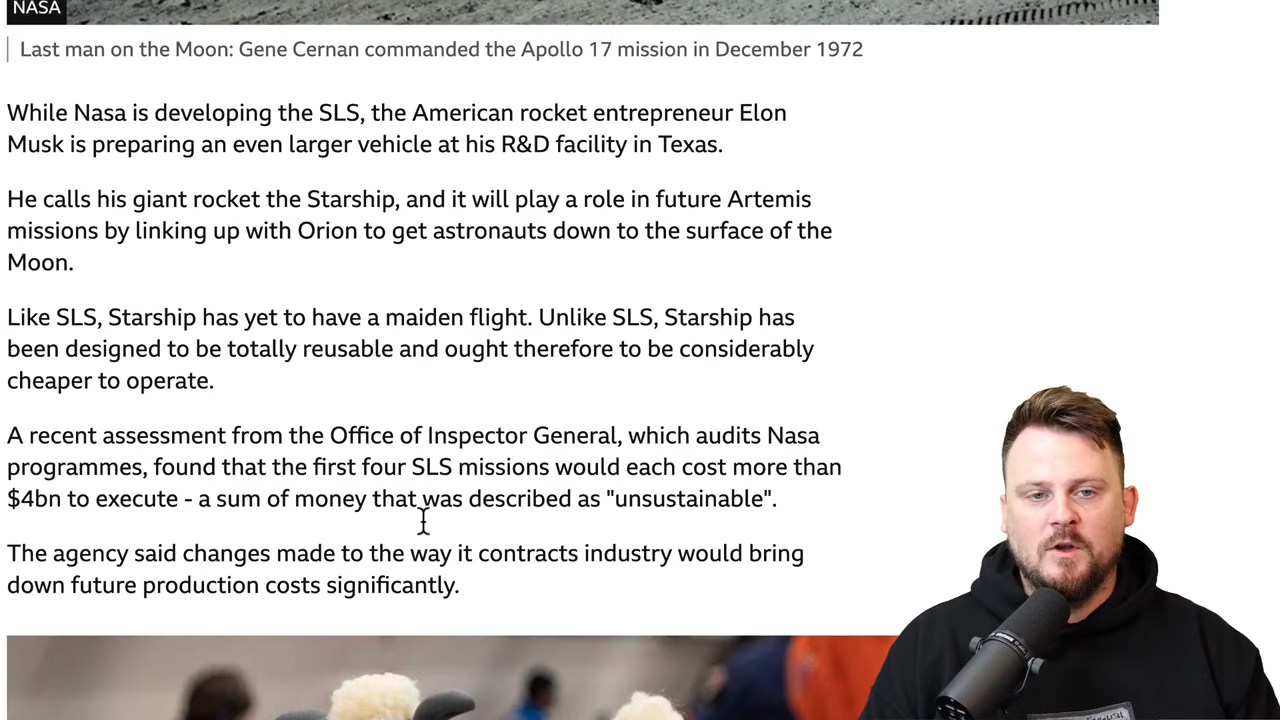 NASA
Last man on the Moon: Gene Cernan commanded the Apollo 17 mission in December 1972
While Nasa is developing the SLS, the American rocket entrepreneur Elon
Musk is preparing an even larger vehicle at his R&D facility in Texas.
He calls his giant rocket the Starship, and it will play a role in future Artemis
missions by linking up with Orion to get astronauts down to the surface of the
Moon.
Like SLS, Starship has yet to have a maiden flight. Unlike SLS, Starship has
been designed to be totally reusable and ought therefore to be considerably
cheaper to operate.
A recent assessment from the Office of Inspector General, which audits Nasa
programmes, found that the first four SLS missions would each cost more than
$4bn to execute - a sum of money that was described as "unsustainable".
The agency said changes made to the way it contracts industry would bring
down future production costs significantly.